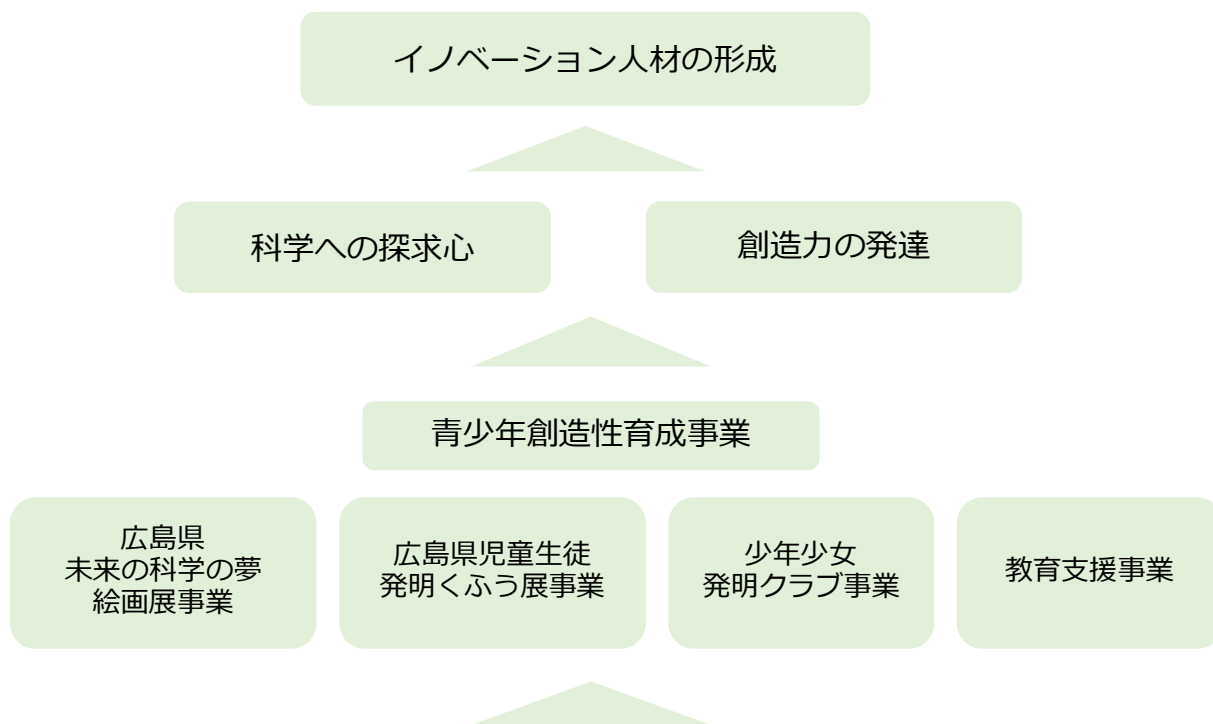 イノベーション人材の形成
科学への探求心
創造力の発達
青少年創造性育成事業
広島県
未来の科学の夢
絵画展事業
広島県児童生徒
発明くふう展事業
少年少女
発明クラブ事業
教育支援事業